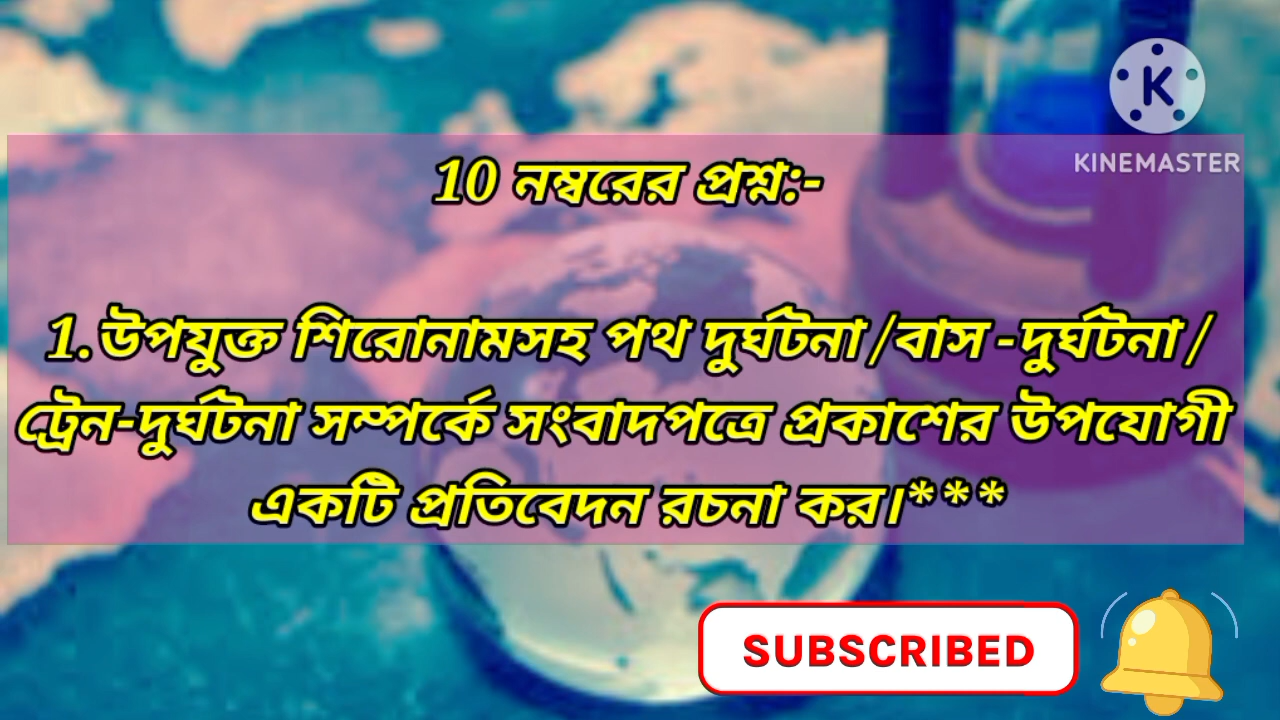 KINEMASTER
10 নম্বরের প্রশ্ন:-
1.উপযুক্ত শিরোনামসহ পথ দুর্ঘটনা/বাস-দুর্ঘটনা/
ট্রেন-দুর্ঘটনা সম্পর্কে সংবাদপত্রে প্রকাশের উপযোগী
একটি প্রতিবেদন রচনা কর।***
SUBSCRIBED